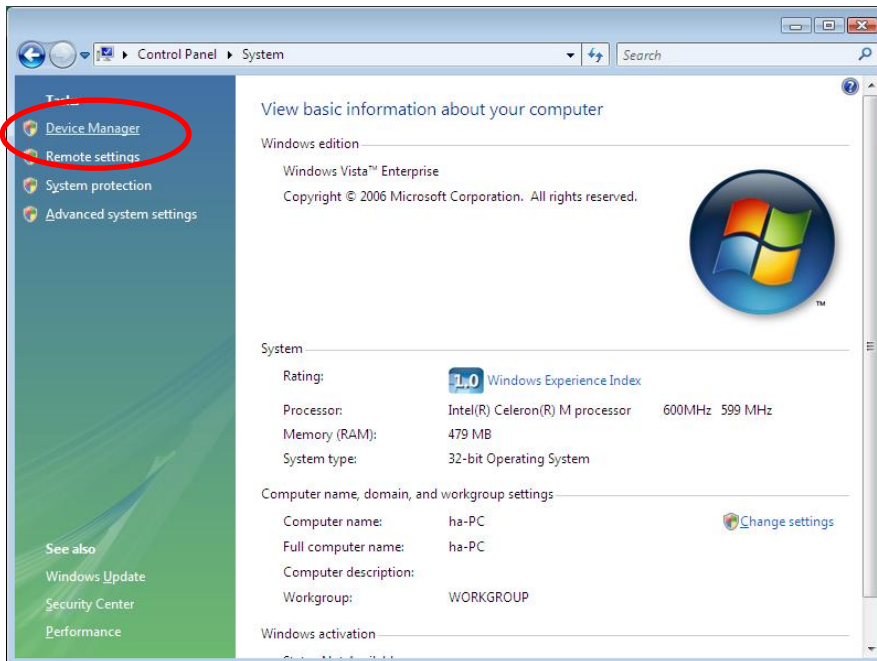 Control Panel System
Search
Tasks
Device Manager
Remote settings
System protection
Advanced system settings
See also
Windows Update
Security Center
Performance
View basic information about your computer
Windows edition
Windows Vista™ Enterprise
Copyright © 2006 Microsoft Corporation. All rights reserved.
TM
System
Rating: 1.0 Windows Experience Index
Processor: Intel(R) Celeron(R) M processor 600MHz 599 MHz
Memory (RAM): 479 MB
System type: 32-bit Operating System
Computer name, domain, and workgroup settings
Computer name: ha-PC Change settings
Full computer name: ha-PC
Computer description:
Workgroup: WORKGROUP
Windows activation